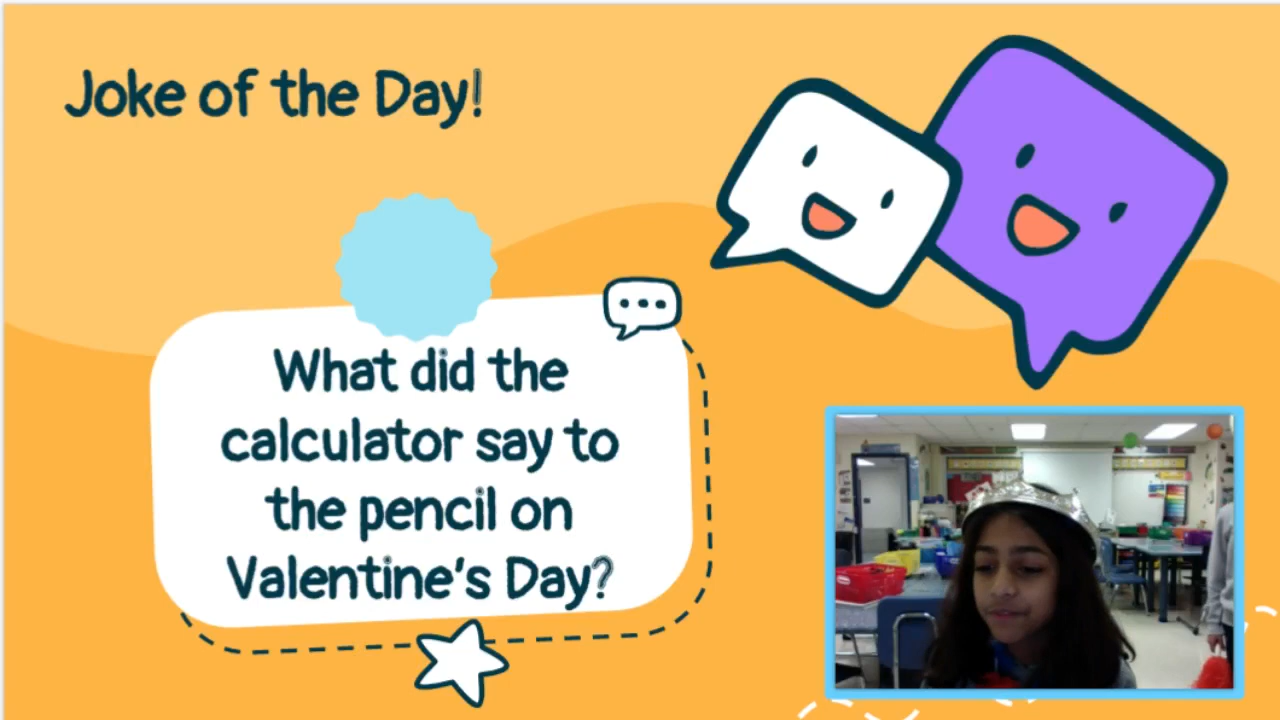 Joke of the Day!
What did the
calculator say to
the pencil on
Valentine's Day?